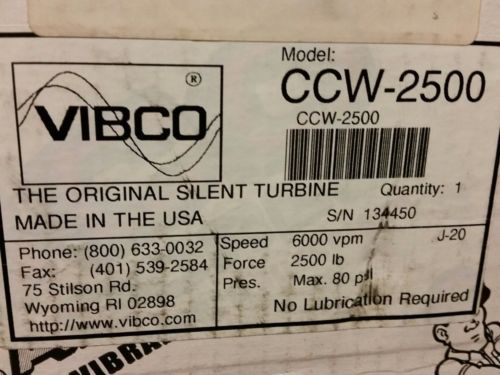 Model:
VIBCO®
CCW-2500
CCW-2500
THE ORIGINAL SILENT TURBINE
Quantity: 1
MADE IN THE USA
S/N 134450
Phone: (800) 633-0032
Fax: (401) 539-2584
75 Stilson Rd.
Wyoming RI 02898
http://www.vibco.com
Speed 6000 vpm J-20
Force 2500 lb
Pres. Max. 80 psi
No Lubrication Required